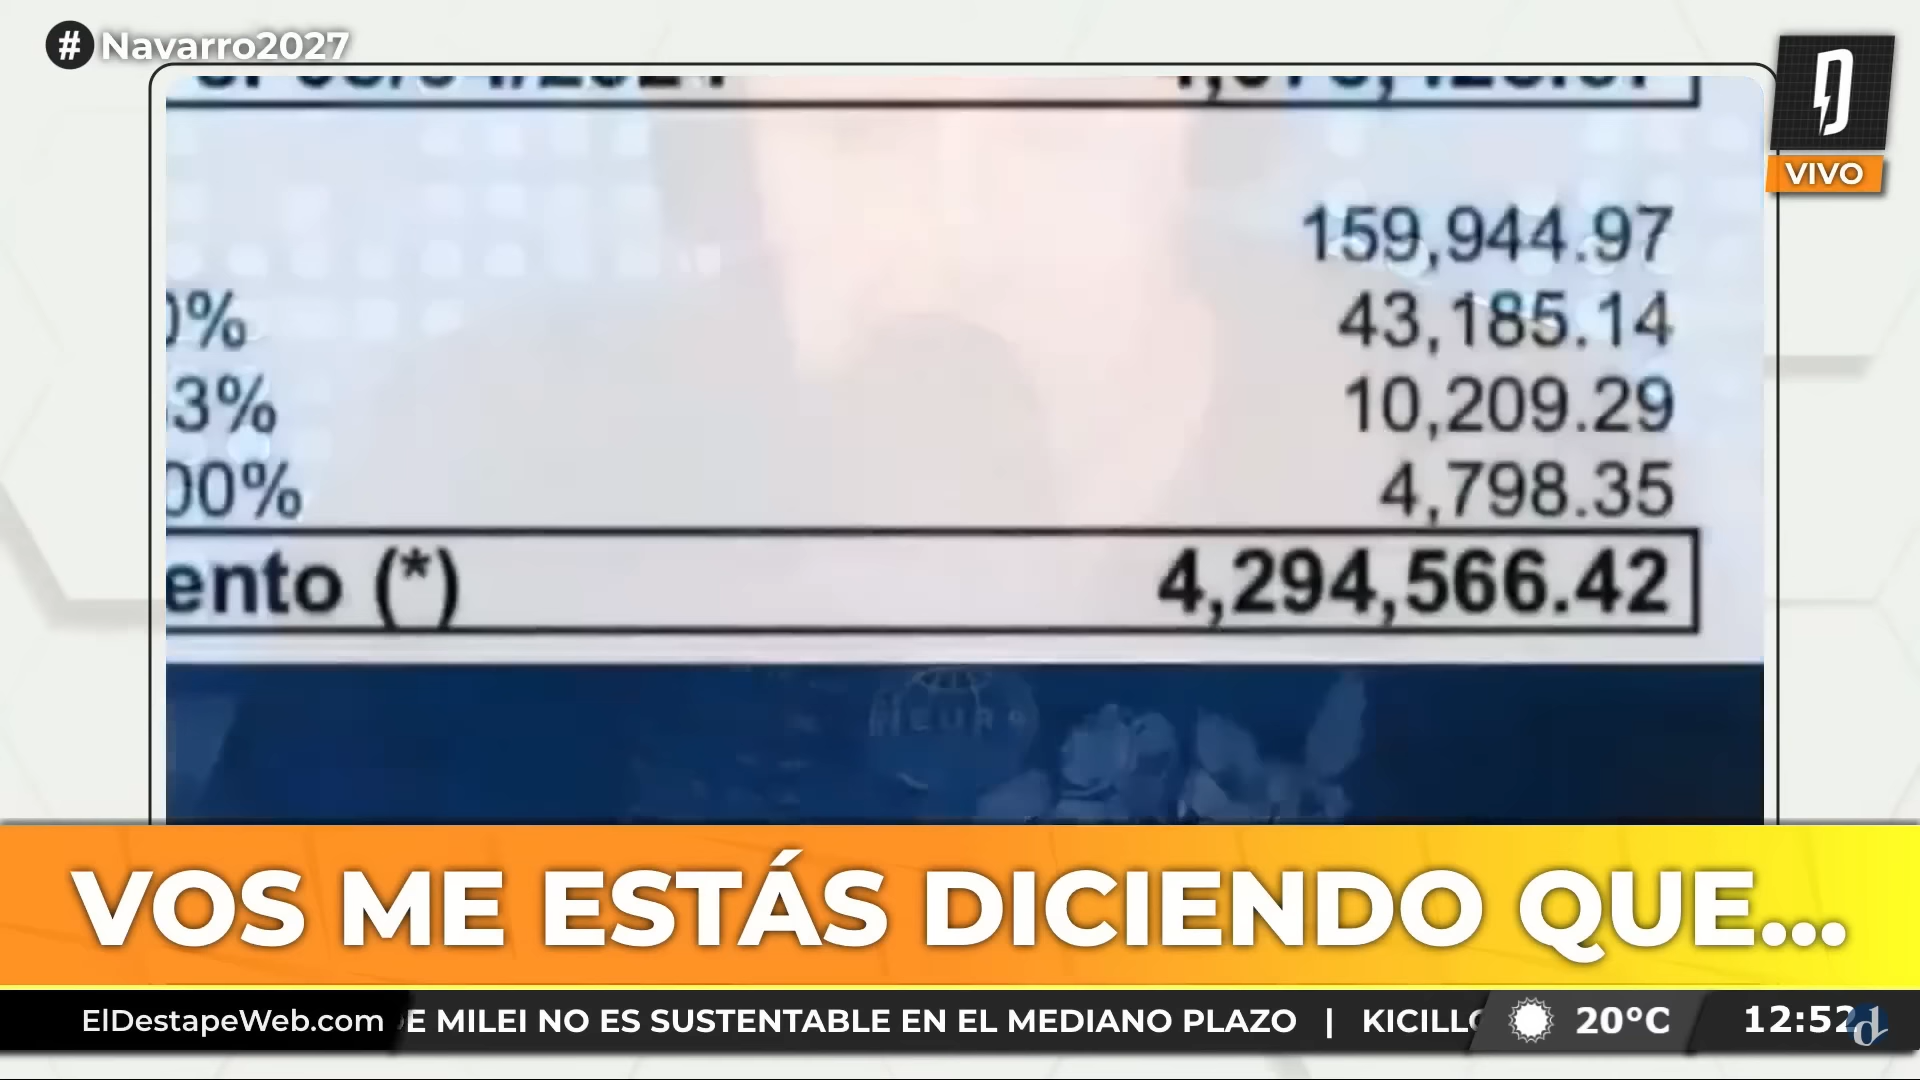 #Navarro2027
VIVO
159,944.97
0% 43,185.14
3% 10,209.29
00% 4,798.35
ento (*) 4,294,566.42
VOS ME ESTÁS DICIENDO QUE...
ElDestapeWeb.com
E MILEI NO ES SUSTENTABLE EN EL MEDIANO PLAZO | KICILL
20°C
12:52